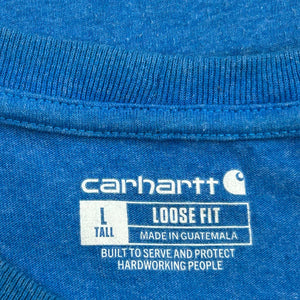 carhartt
L TALL LOOSE FIT
MADE IN GUATEMALA
BUILT TO SERVE AND PROTECT
HARDWORKING PEOPLE